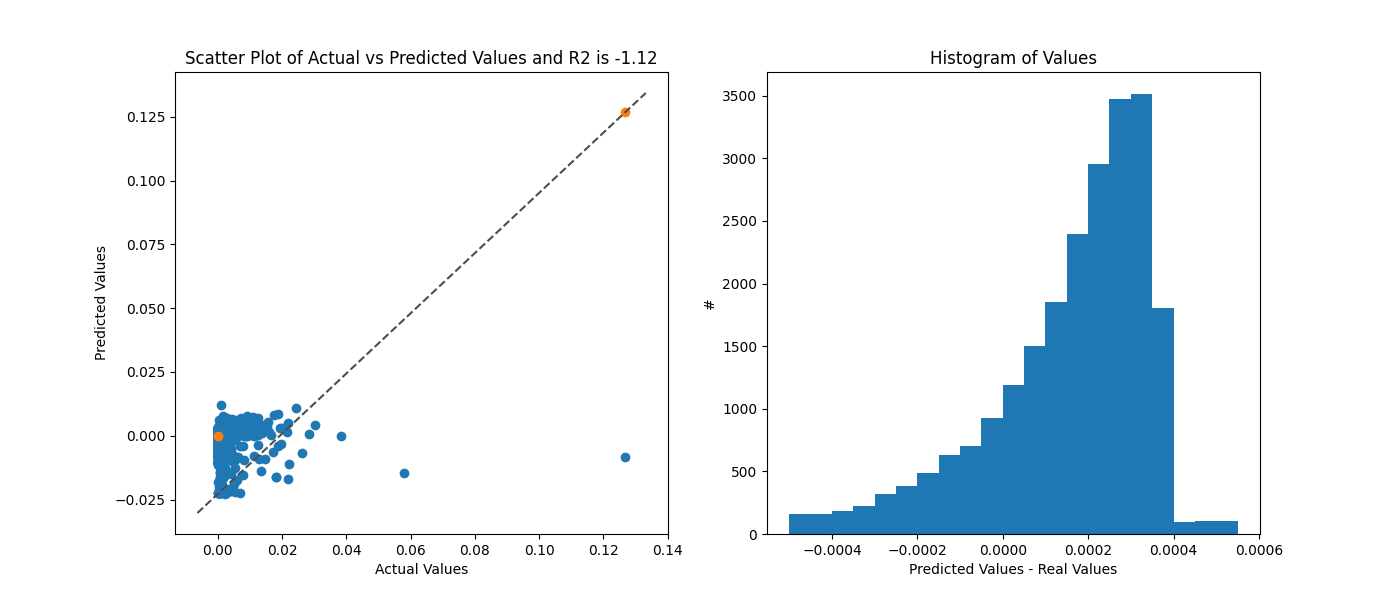 Scatter Plot of Actual vs Predicted Values and R2 is -1.12
Predicted Values
0.125
0.100
0.075
0.050
0.025
0.000
−0.025
0.00 0.02 0.04 0.06 0.08 0.10 0.12 0.14
Actual Values
Histogram of Values
#
3500
3000
2500
2000
1500
1000
500
0
−0.0004 −0.0002 0.0000 0.0002 0.0004 0.0006
Predicted Values - Real Values